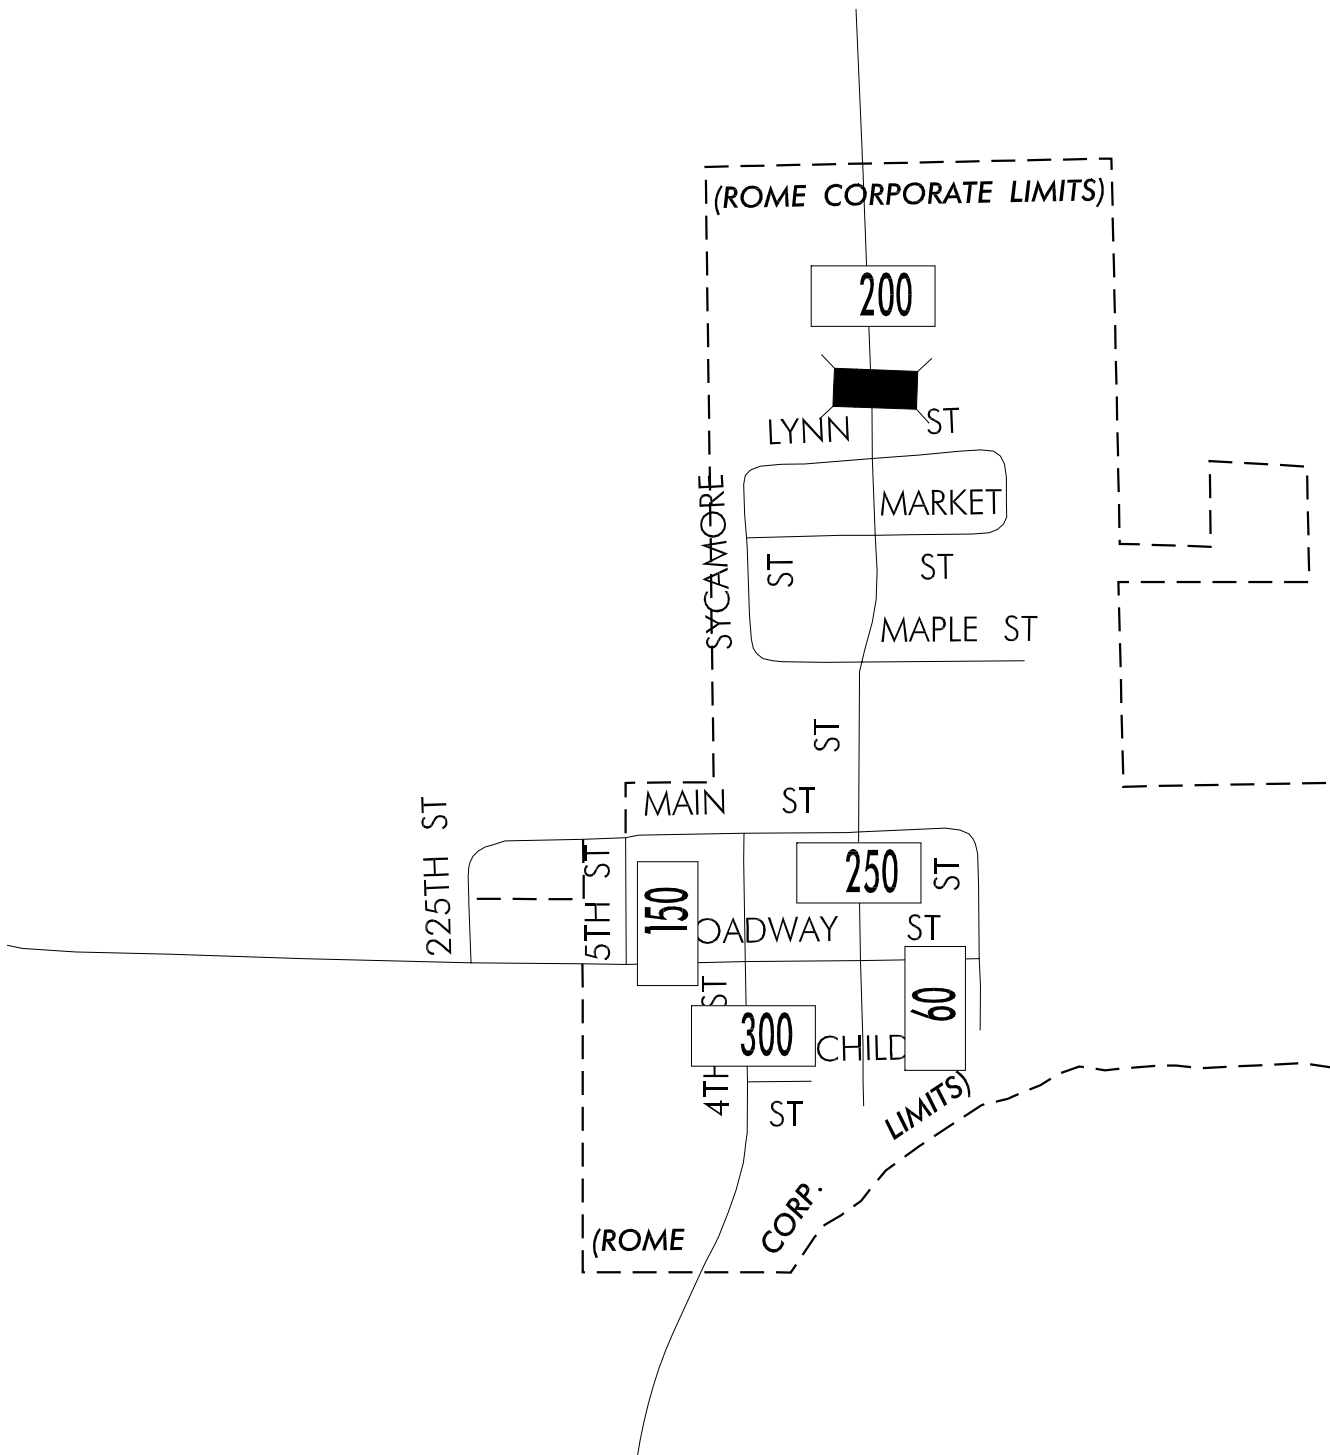 (ROME CORPORATE LIMITS)
200
LYNN ST
MARKET
ST
SYCAMORE ST
MAPLE ST
ST
MAIN ST
225TH ST
5TH ST
150
250
ST
OADWAY ST
4TH ST
300
CHILD
ST
60
(ROME CORP. LIMITS)